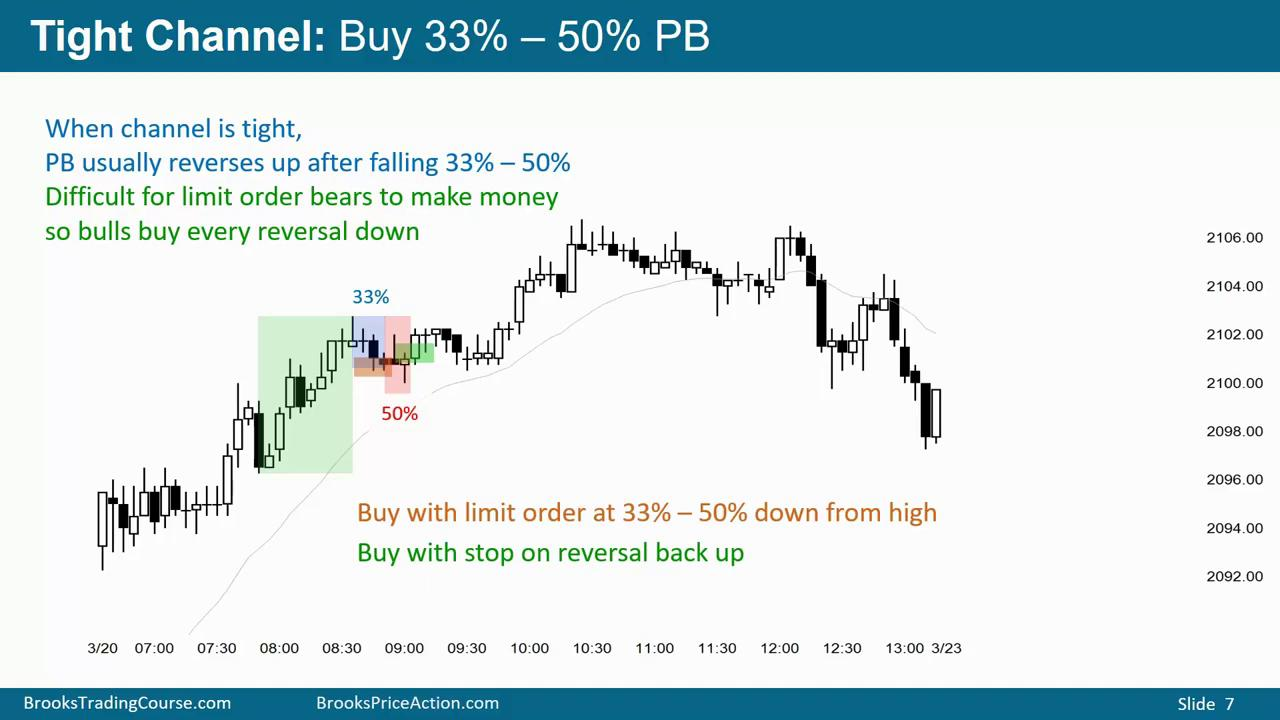 Tight Channel: Buy 33% – 50% PB
When channel is tight,
PB usually reverses up after falling 33% – 50%
Difficult for limit order bears to make money
so bulls buy every reversal down
33%
50%
Buy with limit order at 33% – 50% down from high
Buy with stop on reversal back up
2106.00
2104.00
2102.00
2100.00
2098.00
2096.00
2094.00
2092.00
3/20 07:00 07:30 08:00 08:30 09:00 09:30 10:00 10:30 11:00 11:30 12:00 12:30 13:00 3/23
BrooksTradingCourse.com BrooksPriceAction.com Slide 7